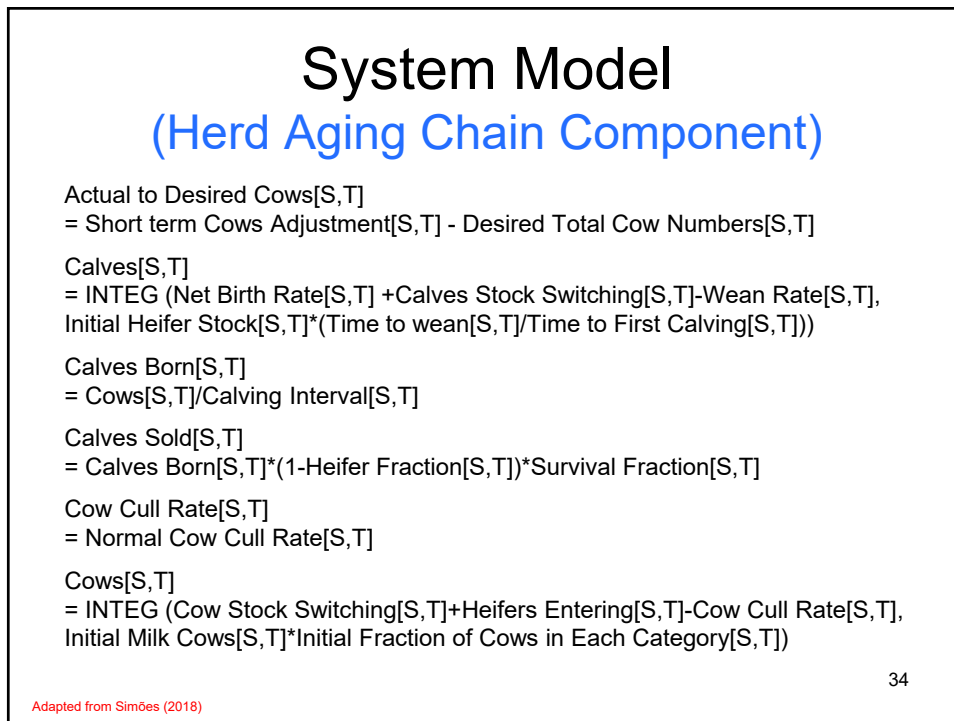 System Model
(Herd Aging Chain Component)
Actual to Desired Cows[S,T]
= Short term Cows Adjustment[S,T] - Desired Total Cow Numbers[S,T]
Calves[S,T]
= INTEG (Net Birth Rate[S,T] +Calves Stock Switching[S,T]-Wean Rate[S,T],
Initial Heifer Stock[S,T]*(Time to wean[S,T]/Time to First Calving[S,T]))
Calves Born[S,T]
= Cows[S,T]/Calving Interval[S,T]
Calves Sold[S,T]
= Calves Born[S,T]*(1-Heifer Fraction[S,T])*Survival Fraction[S,T]
Cow Cull Rate[S,T]
= Normal Cow Cull Rate[S,T]
Cows[S,T]
= INTEG (Cow Stock Switching[S,T]+Heifers Entering[S,T]-Cow Cull Rate[S,T],
Initial Milk Cows[S,T]*Initial Fraction of Cows in Each Category[S,T])
34
Adapted from Simões (2018)